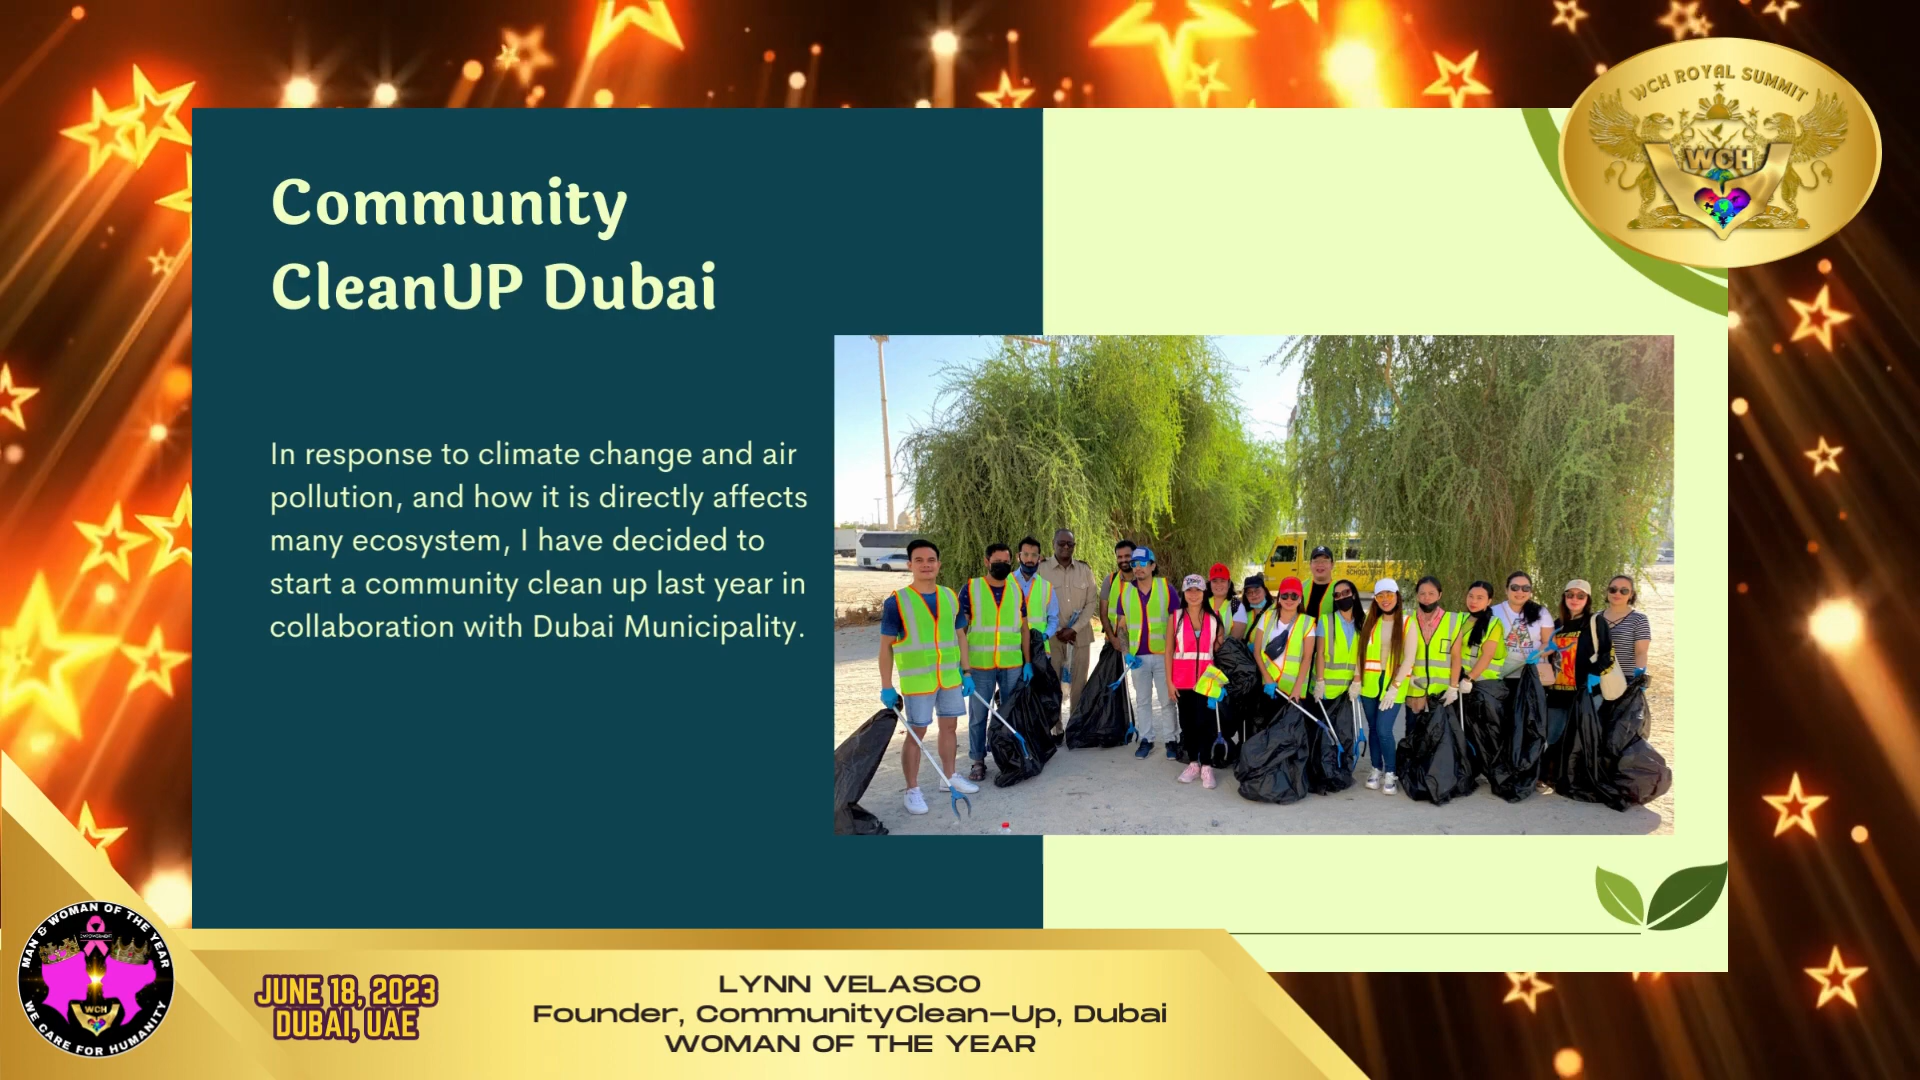 WCH ROYAL SUMMIT
WCH
Community
CleanUP Dubai
In response to climate change and air
pollution, and how it is directly affects
many ecosystem, I have decided to
start a community clean up last year in
collaboration with Dubai Municipality.
MAN & WOMAN OF THE YEAR
EMPOWERMENT
WCH
WE CARE FOR HUMANITY
JUNE 18, 2023
DUBAI, UAE
LYNN VELASCO
Founder, CommunityClean-Up, Dubai
WOMAN OF THE YEAR